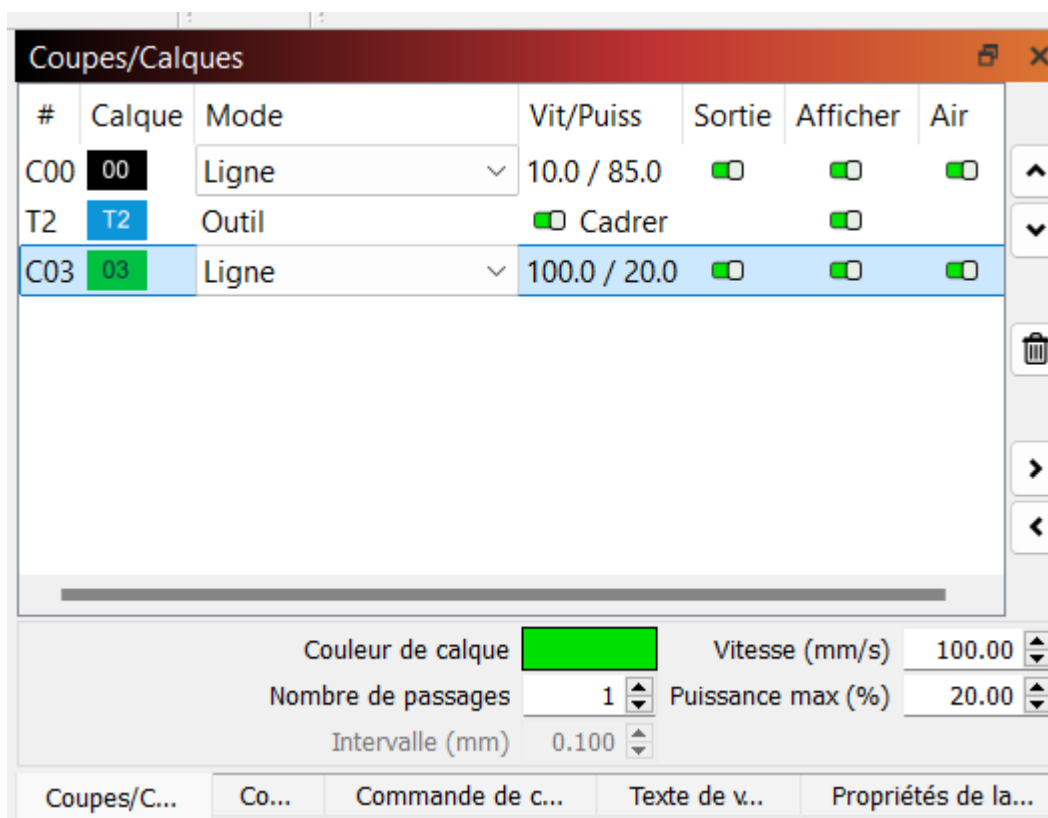 Coupes/Calques
# Calque Mode Vit/Puiss Sortie Afficher Air
C00 00 Ligne 10.0 / 85.0
T2 T2 Outil Cadrer
C03 03 Ligne 100.0 / 20.0
Couleur de calque Vitesse (mm/s) 100.00
Nombre de passages 1 Puissance max (%) 20.00
Intervalle (mm) 0.100
Coupes/C... Co... Commande de c... Texte de v... Propriétés de la...